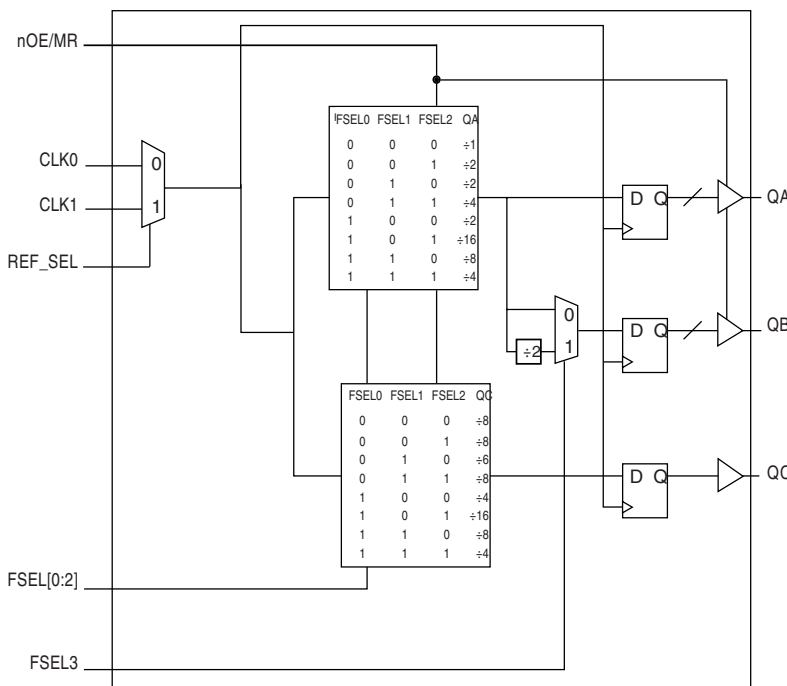 nOE/MR
FSEL0 FSEL1 FSEL2 QA
0 0 0 ÷1
0 0 1 ÷2
0 1 0 ÷2
0 1 1 ÷4
1 0 0 ÷2
1 0 1 ÷16
1 1 0 ÷8
1 1 1 ÷4
CLK0
CLK1
REF_SEL
0
1
D Q
QA
0
÷2 1
D Q
QB
FSEL0 FSEL1 FSEL2 QC
0 0 0 ÷8
0 0 1 ÷8
0 1 0 ÷6
0 1 1 ÷8
1 0 0 ÷4
1 0 1 ÷16
1 1 0 ÷8
1 1 1 ÷4
D Q
QC
FSEL[0:2]
FSEL3